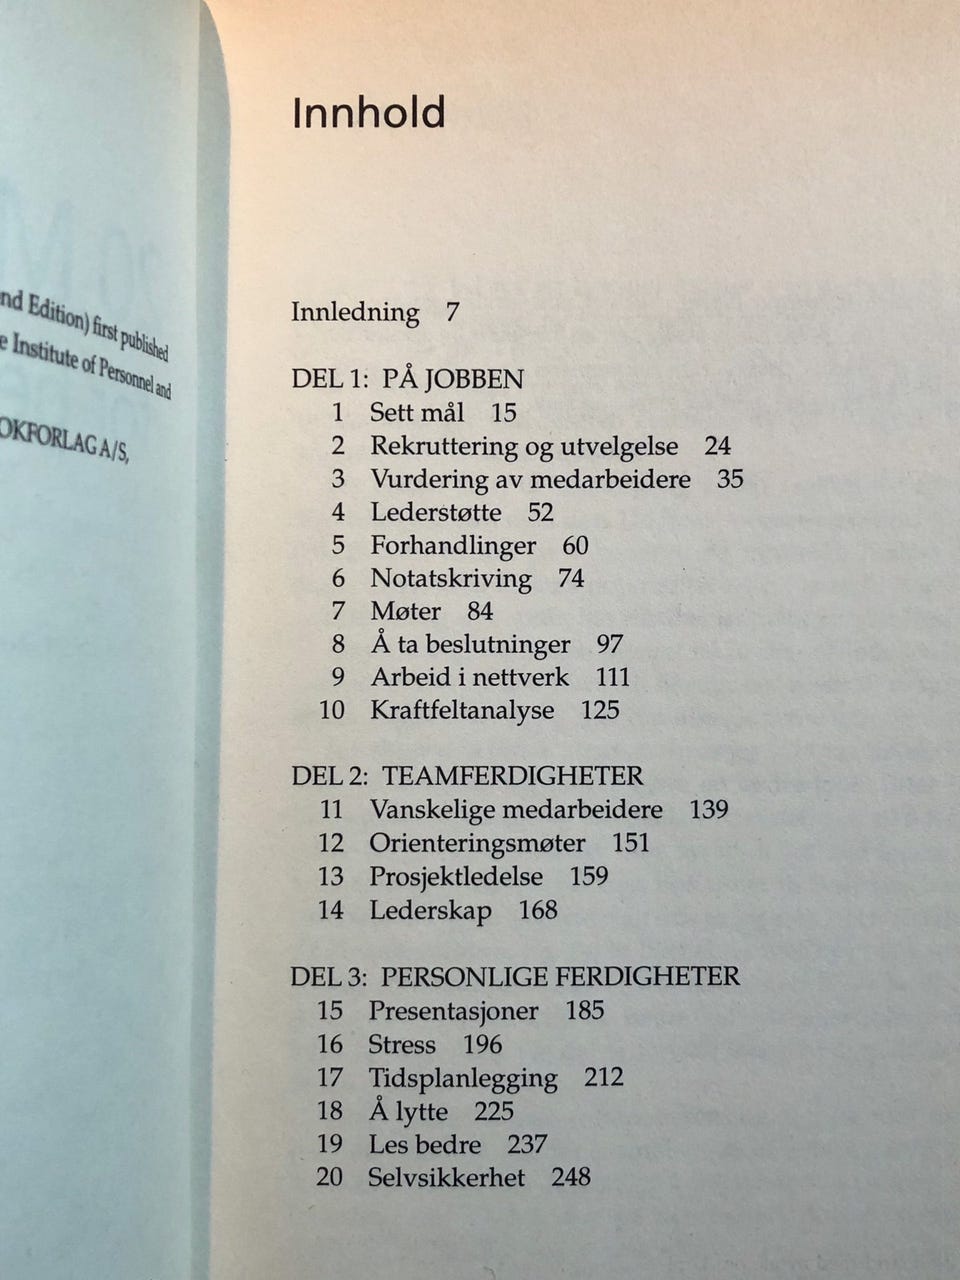 nd Edition) first published
e Institute of Personnel and
OKFORLAG A/S,
Innhold
Innledning 7
DEL 1: PÅ JOBBEN
1 Sett mål 15
2 Rekruttering og utvelgelse 24
3 Vurdering av medarbeidere 35
4 Lederstøtte 52
5 Forhandlinger 60
6 Notatskriving 74
7 Møter 84
8 Å ta beslutninger 97
9 Arbeid i nettverk 111
10 Kraftfeltanalyse 125
DEL 2: TEAMFERDIGHETER
11 Vanskelige medarbeidere 139
12 Orienteringsmøter 151
13 Prosjektledelse 159
14 Lederskap 168
DEL 3: PERSONLIGE FERDIGHETER
15 Presentasjoner 185
16 Stress 196
17 Tidsplanlegging 212
18 Å lytte 225
19 Les bedre 237
20 Selvsikkerhet 248